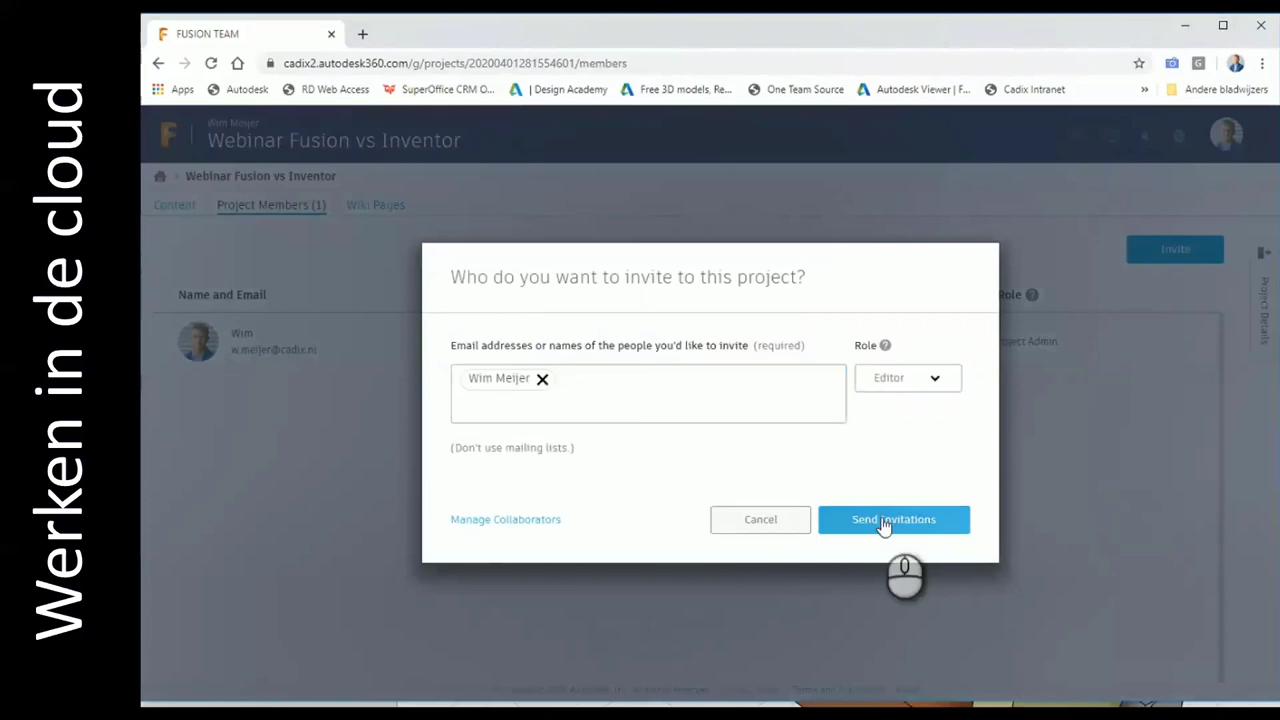 Werken in de cloud
FUSION TEAM
cadix2.autodesk360.com/g/projects/20200401281554601/members
Apps Autodesk RD Web Access SuperOffice CRM O... | Design Academy Free 3D models, Re... One Team Source Autodesk Viewer | F... Cadix Intranet » Andere bladwijzers
Wim Meijer
Webinar Fusion vs Inventor
Webinar Fusion vs Inventor
Content Project Members (1) Wiki Pages
Invite
Name and Email
Role
Wim
w.meijer@cadix.nl
Project Details
Who do you want to invite to this project?
Email addresses or names of the people you'd like to invite (required)
Role
Wim Meijer
Editor
(Don't use mailing lists.)
Manage Collaborators
Cancel
Send Invitations